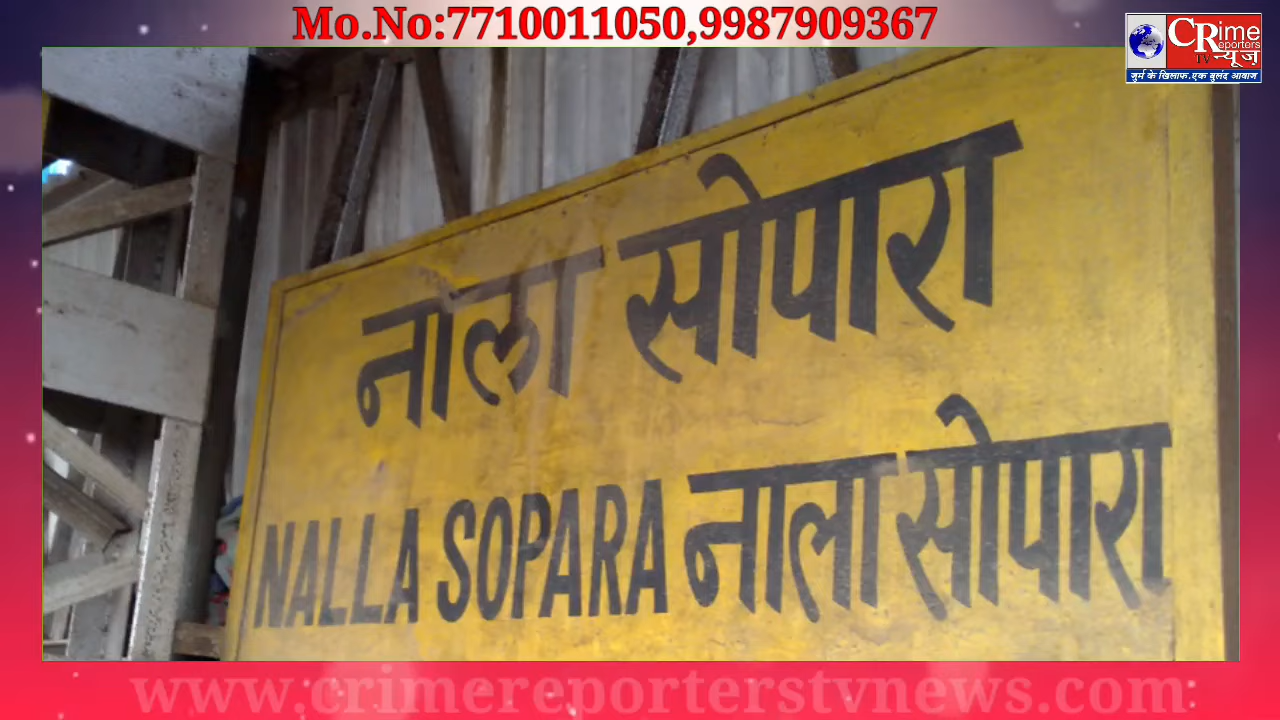 Mo.No:7710011050,9987909367
CRime
Reporters
TV न्यूज़
जुर्म के खिलाफ.एक बुलंद आवाज
नाला सोपारा
NALLA SOPARA नाला सोपारा
www.crimereporterstvnews.com